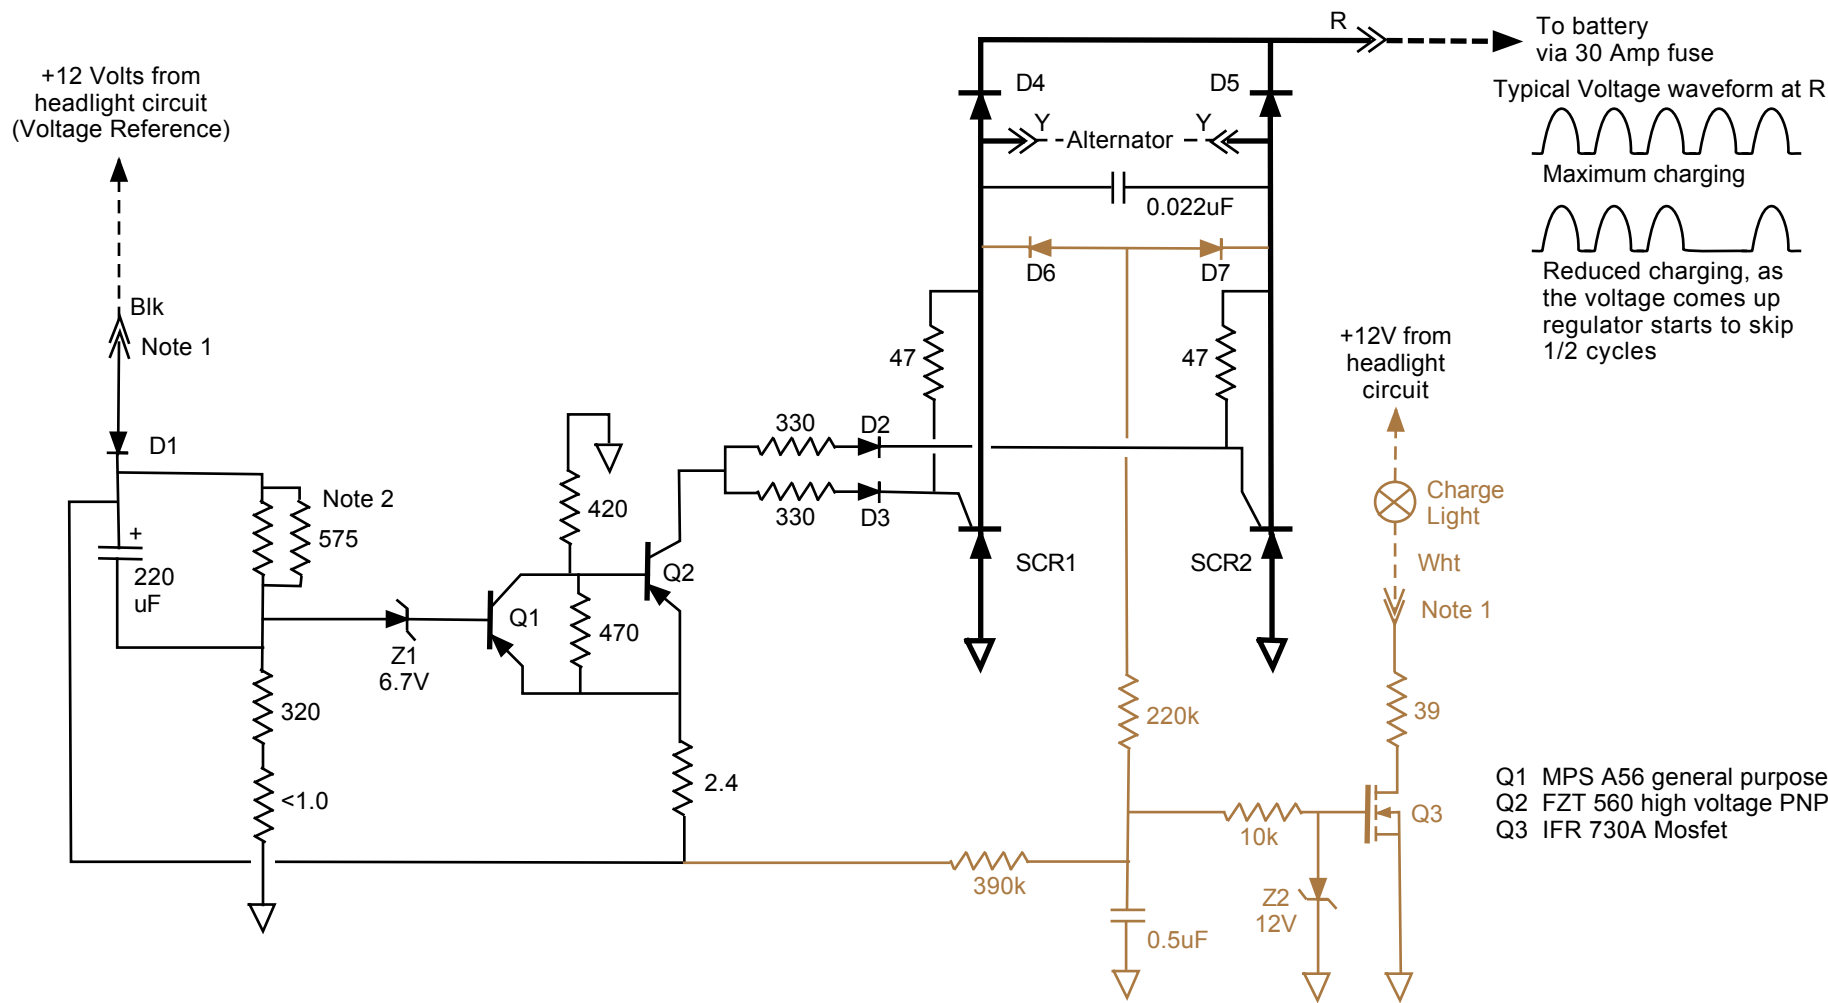 +12 Volts from
headlight circuit
(Voltage Reference)
Blk
Note 1
D1
Note 2
575
+
220
uF
320
<1.0
Z1
6.7V
Q1
420
470
Q2
2.4
330
D2
330
D3
47
47
SCR1
SCR2
D4
D5
Y
Alternator
Y
0.022uF
D6
D7
R
To battery
via 30 Amp fuse
Typical Voltage waveform at R
Maximum charging
Reduced charging, as
the voltage comes up
regulator starts to skip
1/2 cycles
+12V from
headlight
circuit
Charge
Light
Wht
Note 1
39
220k
10k
Q3
390k
Z2
12V
0.5uF
Q1 MPS A56 general purpose
Q2 FZT 560 high voltage PNP
Q3 IFR 730A Mosfet